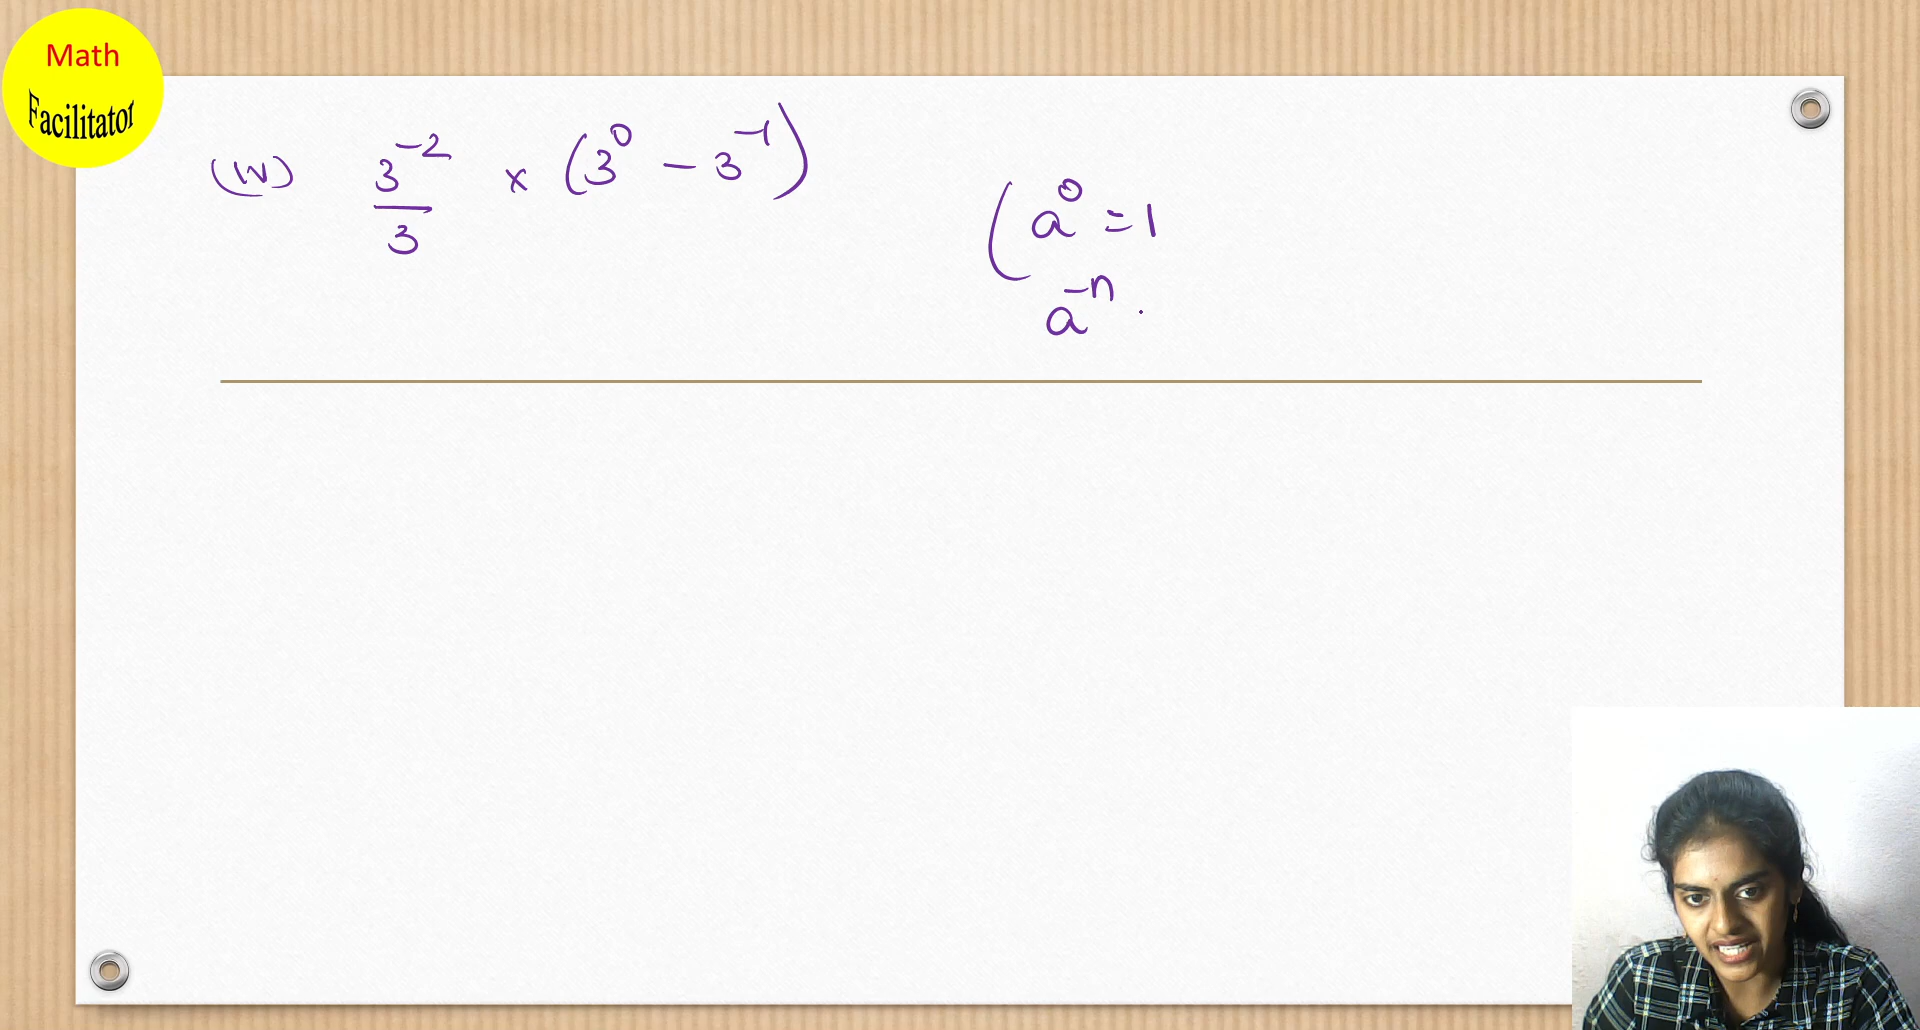 Math
Facilitator
(iv) 3^-2/3 × (3^0 - 3^-1)
(a^0 = 1
a^-n .